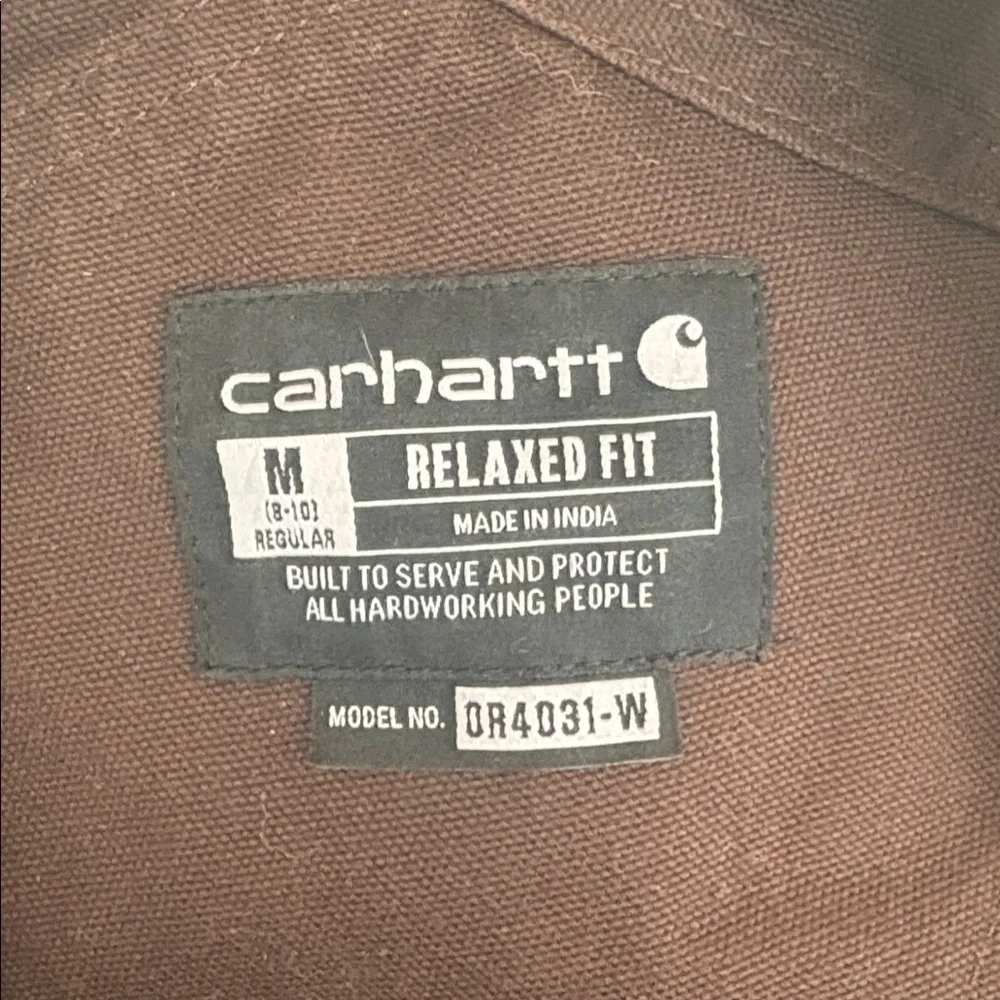 carhartt
M
(8-10)
REGULAR
RELAXED FIT
MADE IN INDIA
BUILT TO SERVE AND PROTECT
ALL HARDWORKING PEOPLE
MODEL NO. OR4031-W